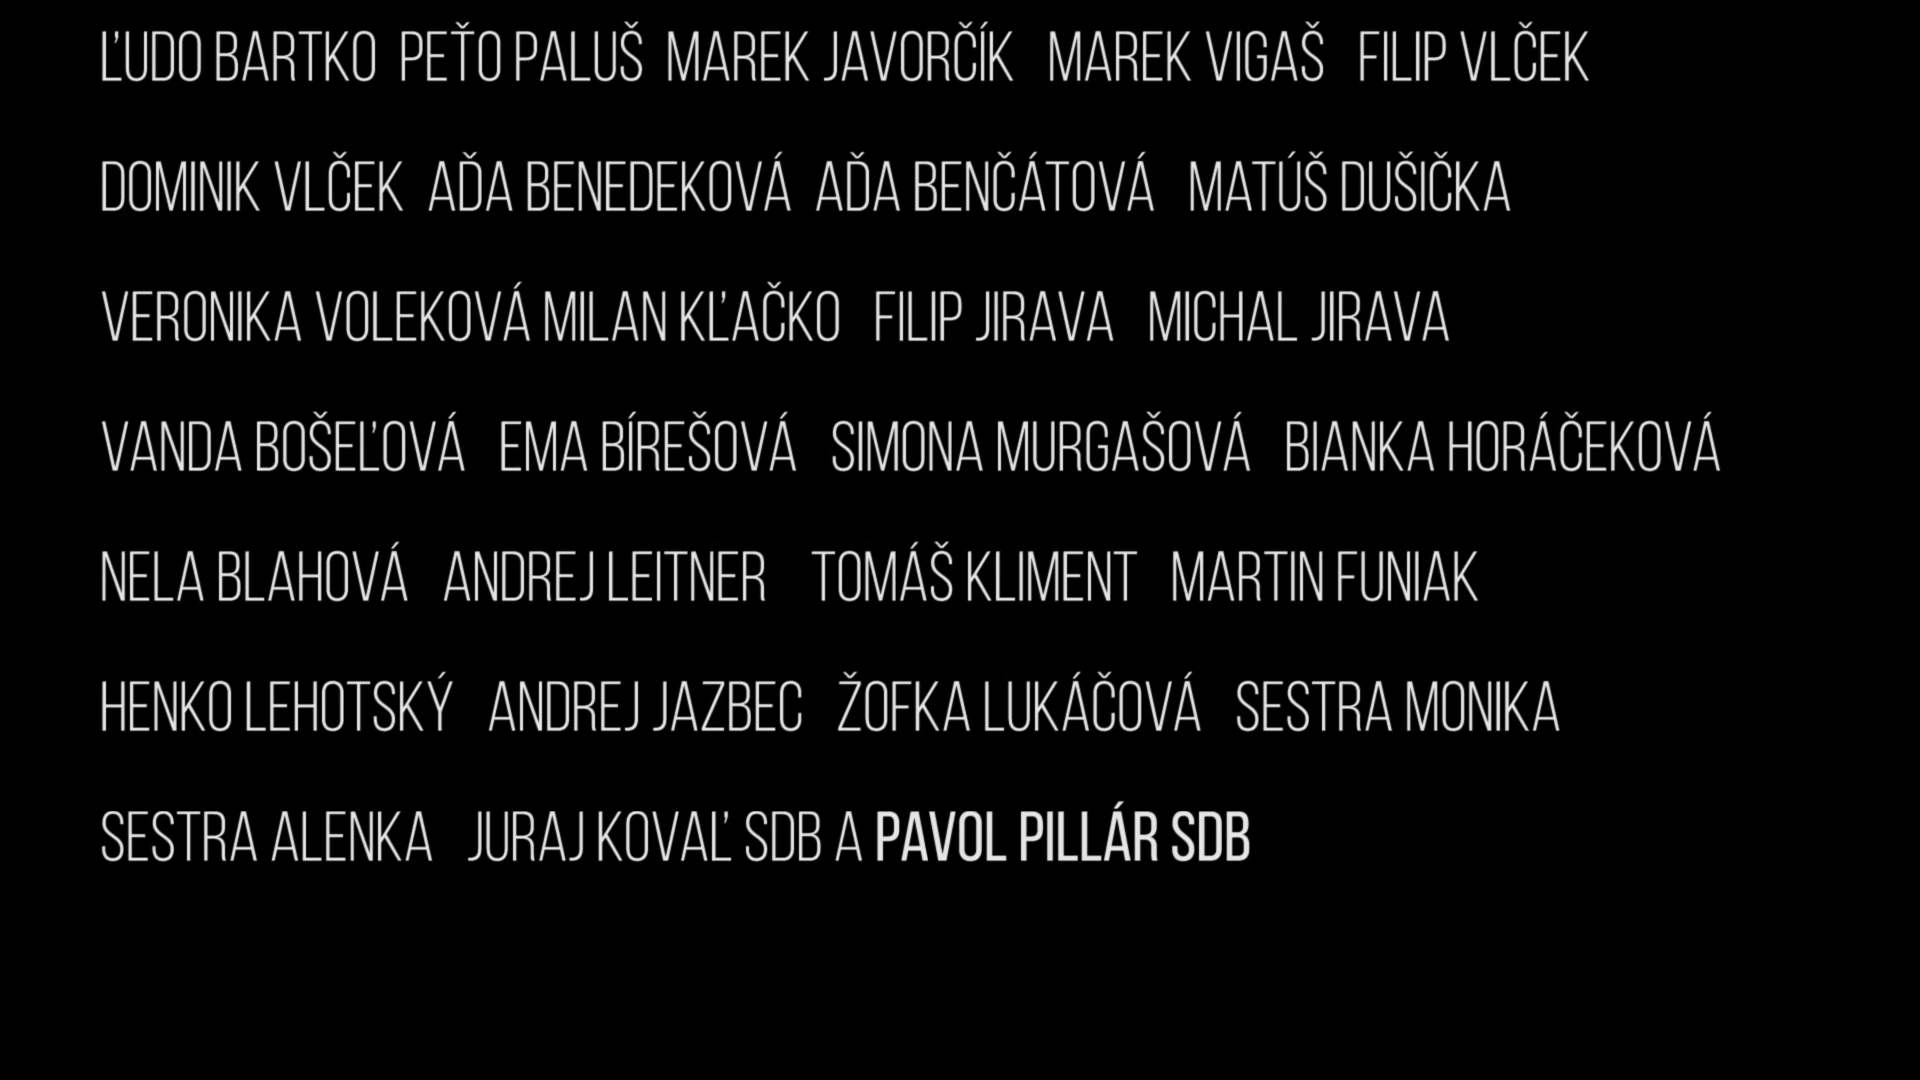 ĽUDO BARTKO PEŤO PALUŠ MAREK JAVORČÍK MAREK VIGAŠ FILIP VLČEK
DOMINIK VLČEK AĎA BENEDEKOVÁ AĎA BENČÁTOVÁ MATÚŠ DUŠIČKA
VERONIKA VOLEKOVÁ MILAN KĽAČKO FILIP JIRAVA MICHAL JIRAVA
VANDA BOŠEĽOVÁ EMA BÍREŠOVÁ SIMONA MURGAŠOVÁ BIANKA HORÁČEKOVÁ
NELA BLAHOVÁ ANDREJ LEITNER TOMÁŠ KLIMENT MARTIN FUNIAK
HENKO LEHOTSKÝ ANDREJ JAZBEC ŽOFKA LUKÁČOVÁ SESTRA MONIKA
SESTRA ALENKA JURAJ KOVAĽ SDB A PAVOL PILLÁR SDB